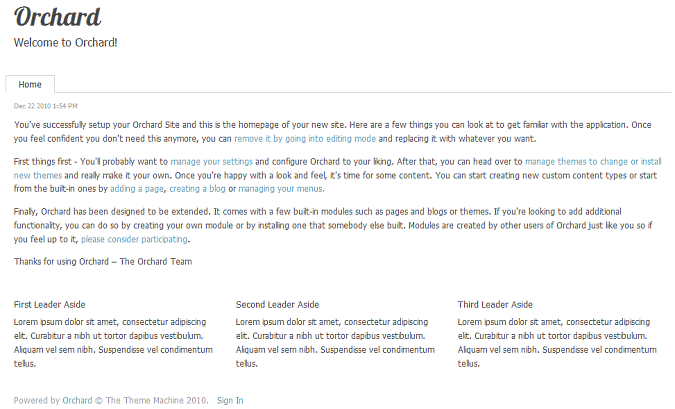 Orchard
Welcome to Orchard!
Home
Dec 22 2010 1:54 PM
You've successfully setup your Orchard Site and this is the homepage of your new site. Here are a few things you can look at to get familiar with the application. Once
you feel confident you don't need this anymore, you can remove it by going into editing mode and replacing it with whatever you want.
First things first - You'll probably want to manage your settings and configure Orchard to your liking. After that, you can head over to manage themes to change or install
new themes and really make it your own. Once you're happy with a look and feel, it's time for some content. You can start creating new custom content types or start
from the built-in ones by adding a page, creating a blog or managing your menus.
Finally, Orchard has been designed to be extended. It comes with a few built-in modules such as pages and blogs or themes. If you're looking to add additional
functionality, you can do so by creating your own module or by installing one that somebody else built. Modules are created by other users of Orchard just like you so if
you feel up to it, please consider participating.
Thanks for using Orchard – The Orchard Team
First Leader Aside
Lorem ipsum dolor sit amet, consectetur adipiscing
elit. Curabitur a nibh ut tortor dapibus vestibulum.
Aliquam vel sem nibh. Suspendisse vel condimentum
tellus.
Second Leader Aside
Lorem ipsum dolor sit amet, consectetur adipiscing
elit. Curabitur a nibh ut tortor dapibus vestibulum.
Aliquam vel sem nibh. Suspendisse vel condimentum
tellus.
Third Leader Aside
Lorem ipsum dolor sit amet, consectetur adipiscing
elit. Curabitur a nibh ut tortor dapibus vestibulum.
Aliquam vel sem nibh. Suspendisse vel condimentum
tellus.
Powered by Orchard © The Theme Machine 2010. Sign In